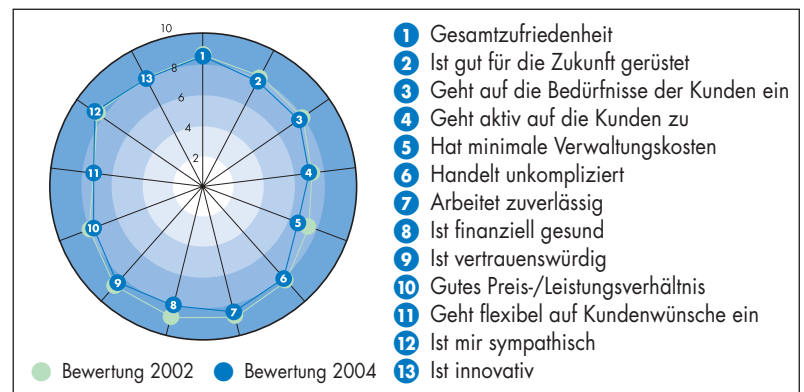 10
8
6
4
2
1
2
3
4
5
6
7
8
9
10
11
12
13
1 Gesamtzufriedenheit
2 Ist gut für die Zukunft gerüstet
3 Geht auf die Bedürfnisse der Kunden ein
4 Geht aktiv auf die Kunden zu
5 Hat minimale Verwaltungskosten
6 Handelt unkompliziert
7 Arbeitet zuverlässig
8 Ist finanziell gesund
9 Ist vertrauenswürdig
10 Gutes Preis-/Leistungsverhältnis
11 Geht flexibel auf Kundenwünsche ein
12 Ist mir sympathisch
13 Ist innovativ
Bewertung 2002 Bewertung 2004